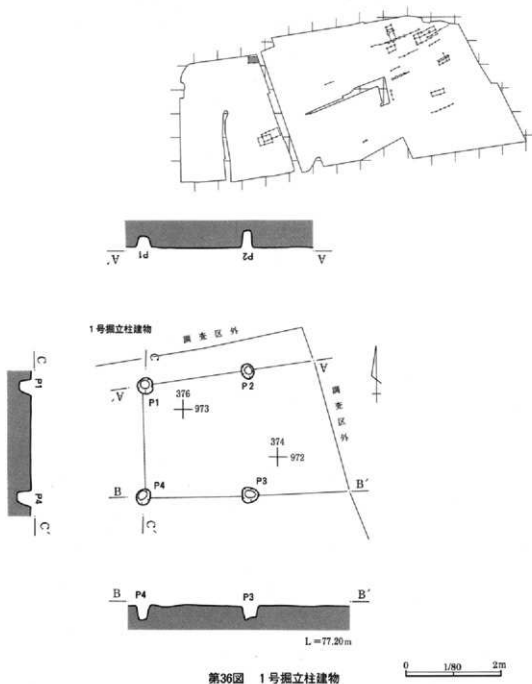 A' A
P1 P2
1号掘立柱建物
調査区外
C
A
P2
A'
P1
376
973
調査区外
374
972
C
P1
P4
C'
P4 P3
B B'
C'
B P4 P3 B'
L=77.20m
第36図 1号掘立柱建物
0 1/80 2m